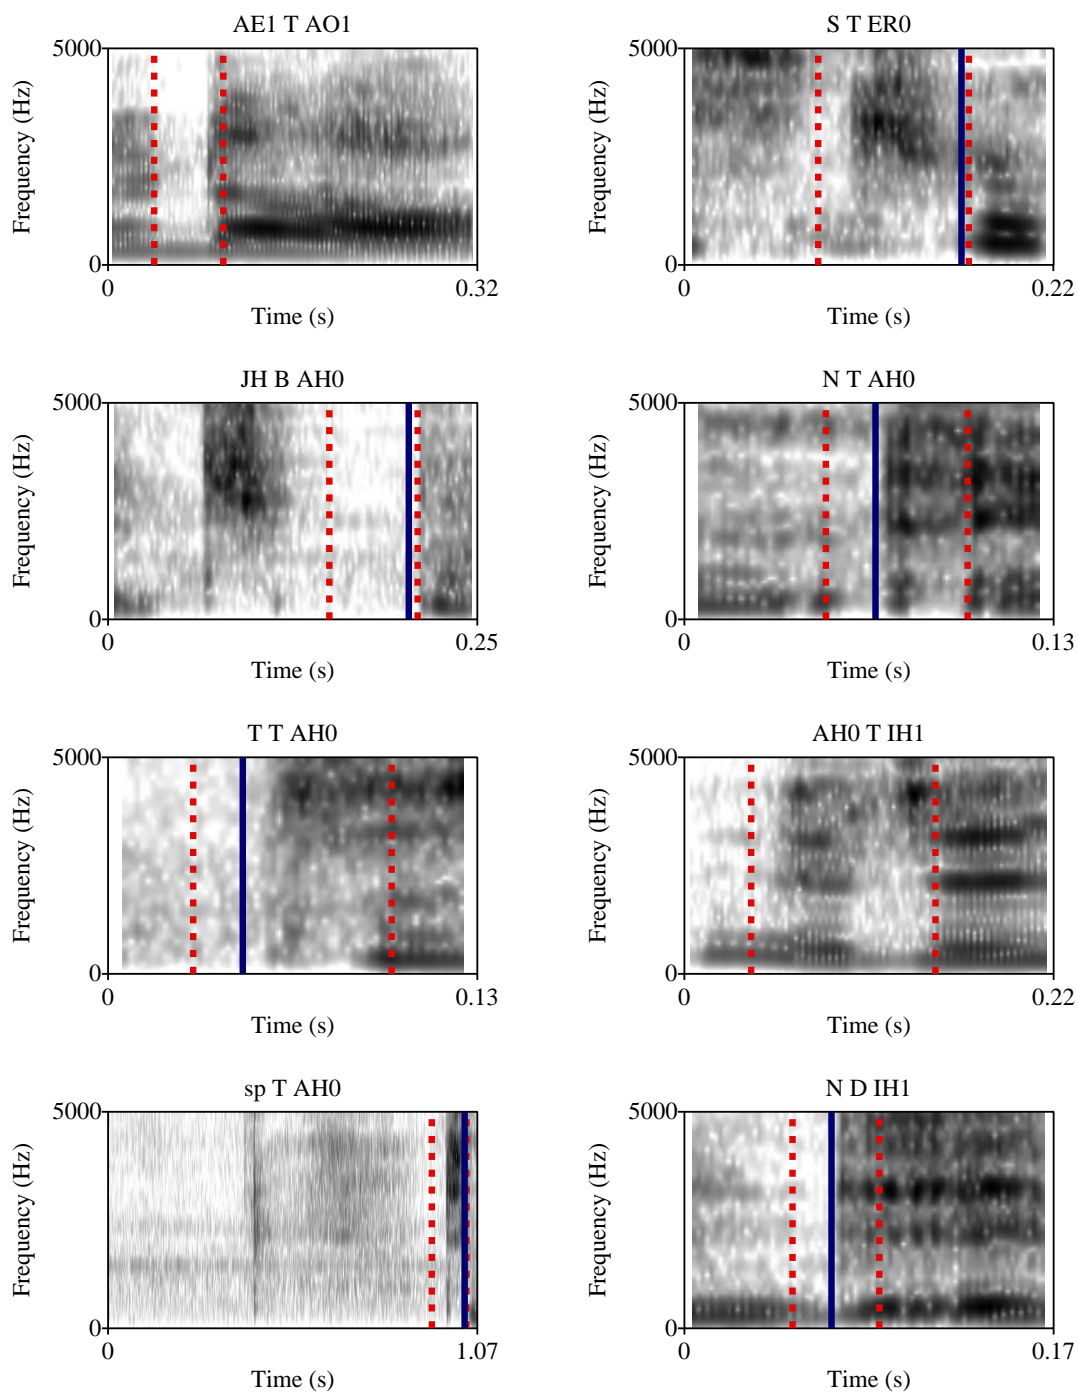 AE1 T AO1
5000
0
Frequency (Hz)
0
0.32
Time (s)
S T ER0
5000
0
Frequency (Hz)
0
0.22
Time (s)
JH B AH0
5000
0
Frequency (Hz)
0
0.25
Time (s)
N T AH0
5000
0
Frequency (Hz)
0
0.13
Time (s)
T T AH0
5000
0
Frequency (Hz)
0
0.13
Time (s)
AH0 T IH1
5000
0
Frequency (Hz)
0
0.22
Time (s)
sp T AH0
5000
0
Frequency (Hz)
0
1.07
Time (s)
N D IH1
5000
0
Frequency (Hz)
0
0.17
Time (s)